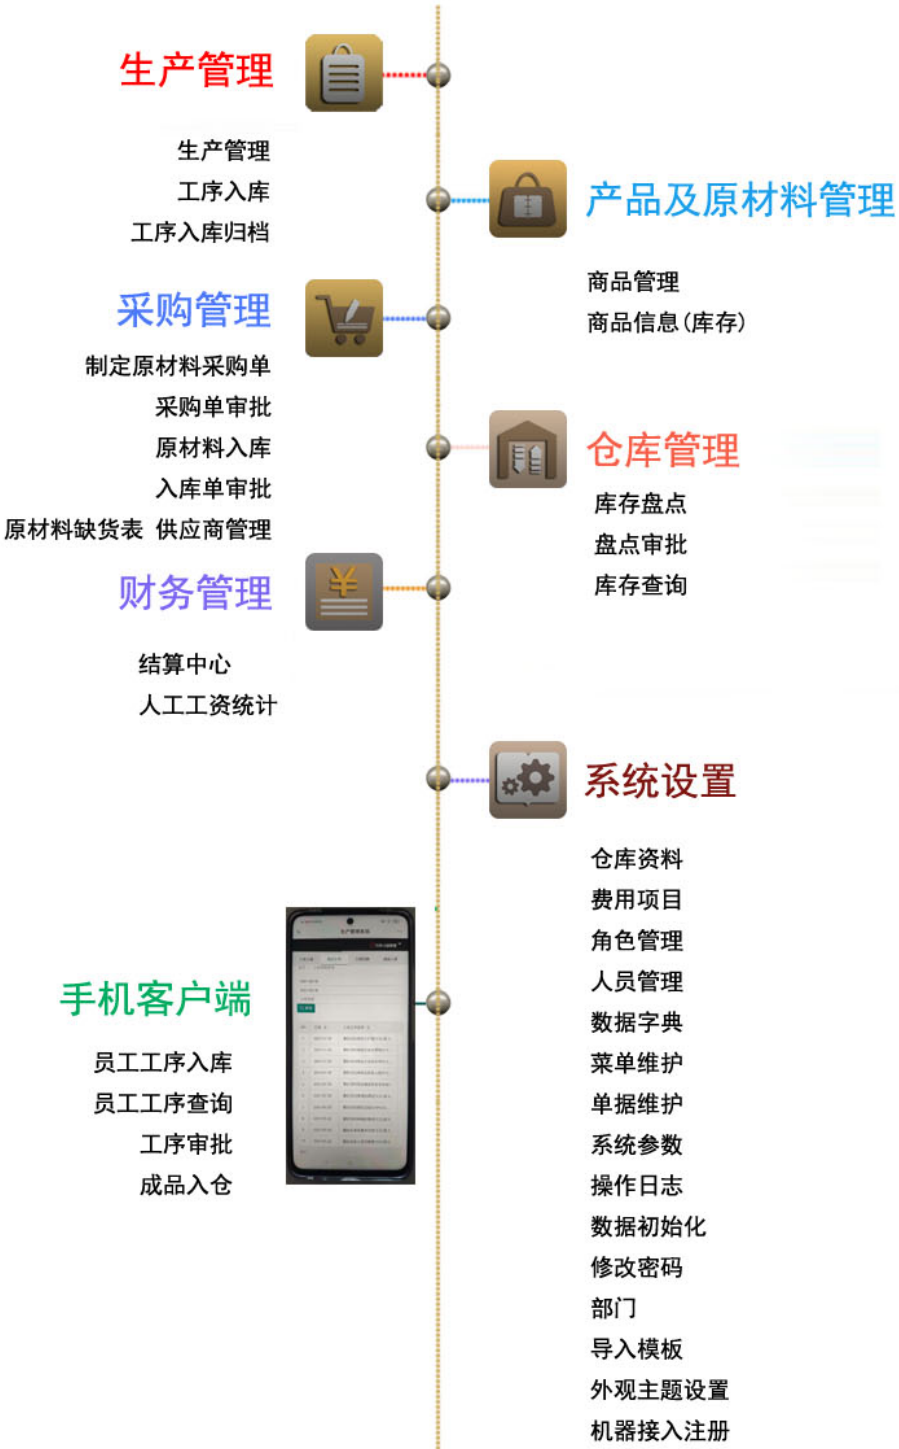 生产管理
生产管理
工序入库
工序入库归档
产品及原材料管理
商品管理
商品信息(库存)
采购管理
制定原材料采购单
采购单审批
原材料入库
入库单审批
原材料缺货表 供应商管理
仓库管理
库存盘点
盘点审批
库存查询
财务管理
结算中心
人工工资统计
系统设置
仓库资料
费用项目
角色管理
人员管理
数据字典
菜单维护
单据维护
系统参数
操作日志
数据初始化
修改密码
部门
导入模板
外观主题设置
机器接入注册
手机客户端
员工工序入库
员工工序查询
工序审批
成品入仓